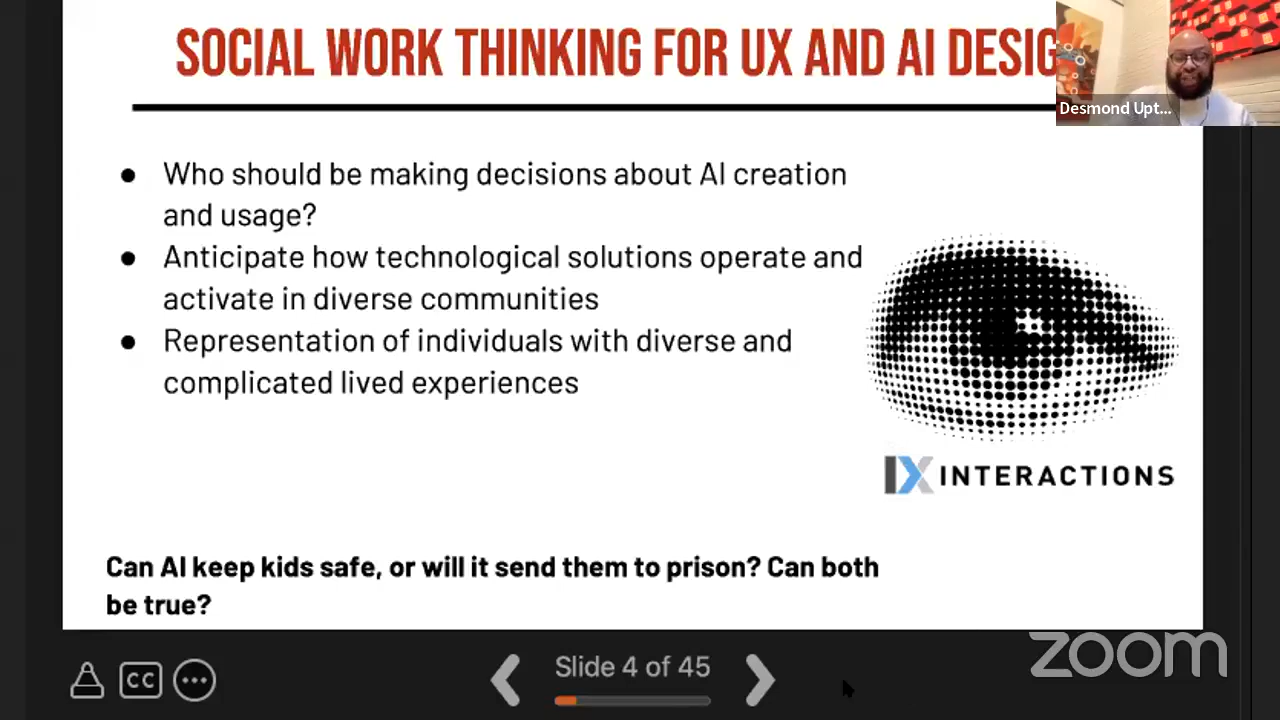 SOCIAL WORK THINKING FOR UX AND AI DESIG
Desmond Upt...
● Who should be making decisions about AI creation
and usage?
● Anticipate how technological solutions operate and
activate in diverse communities
● Representation of individuals with diverse and
complicated lived experiences
IX INTERACTIONS
Can AI keep kids safe, or will it send them to prison? Can both
be true?
zoom
CC
Slide 4 of 45